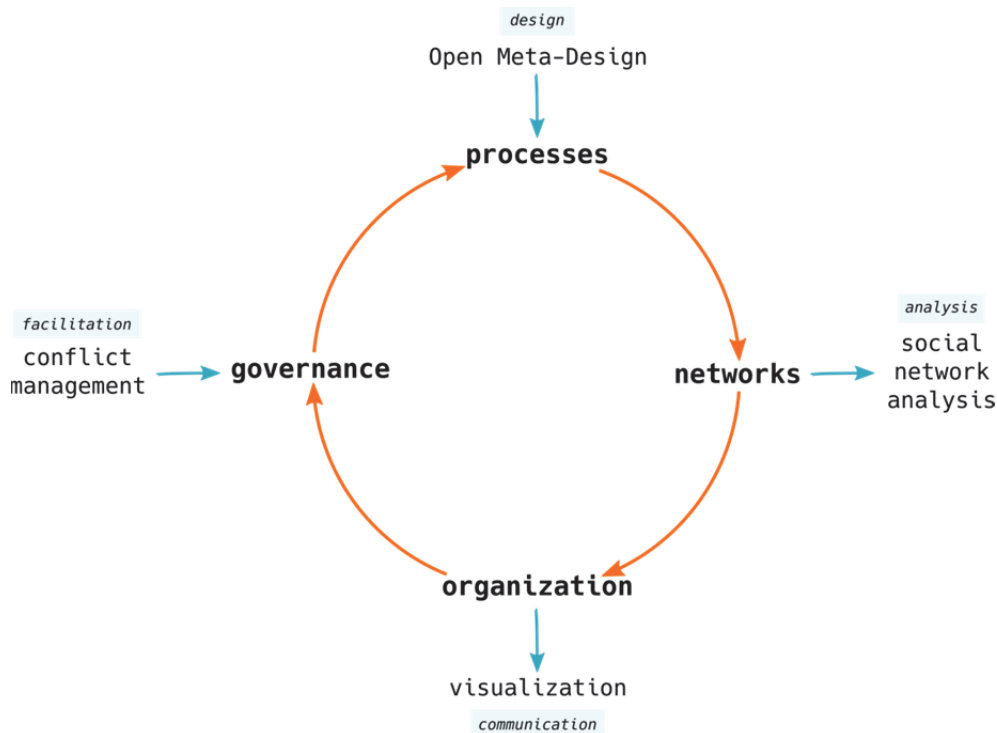 design
Open Meta-Design
processes
facilitation
conflict
management
governance
analysis
social
network
analysis
networks
organization
visualization
communication